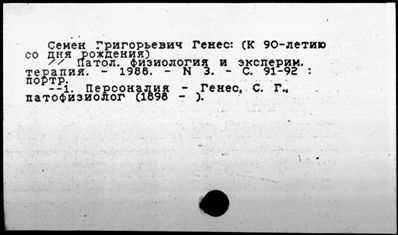 Семен Григорьевич Генес: (К 90-летию
со дня рождения)
// Патол. физиология и эксперим.
терапия. - 1988. - N 3. - С. 91-92 :
портр.
--1. Персоналия - Генес, С. Г.,
патофизиолог (1898 - ).